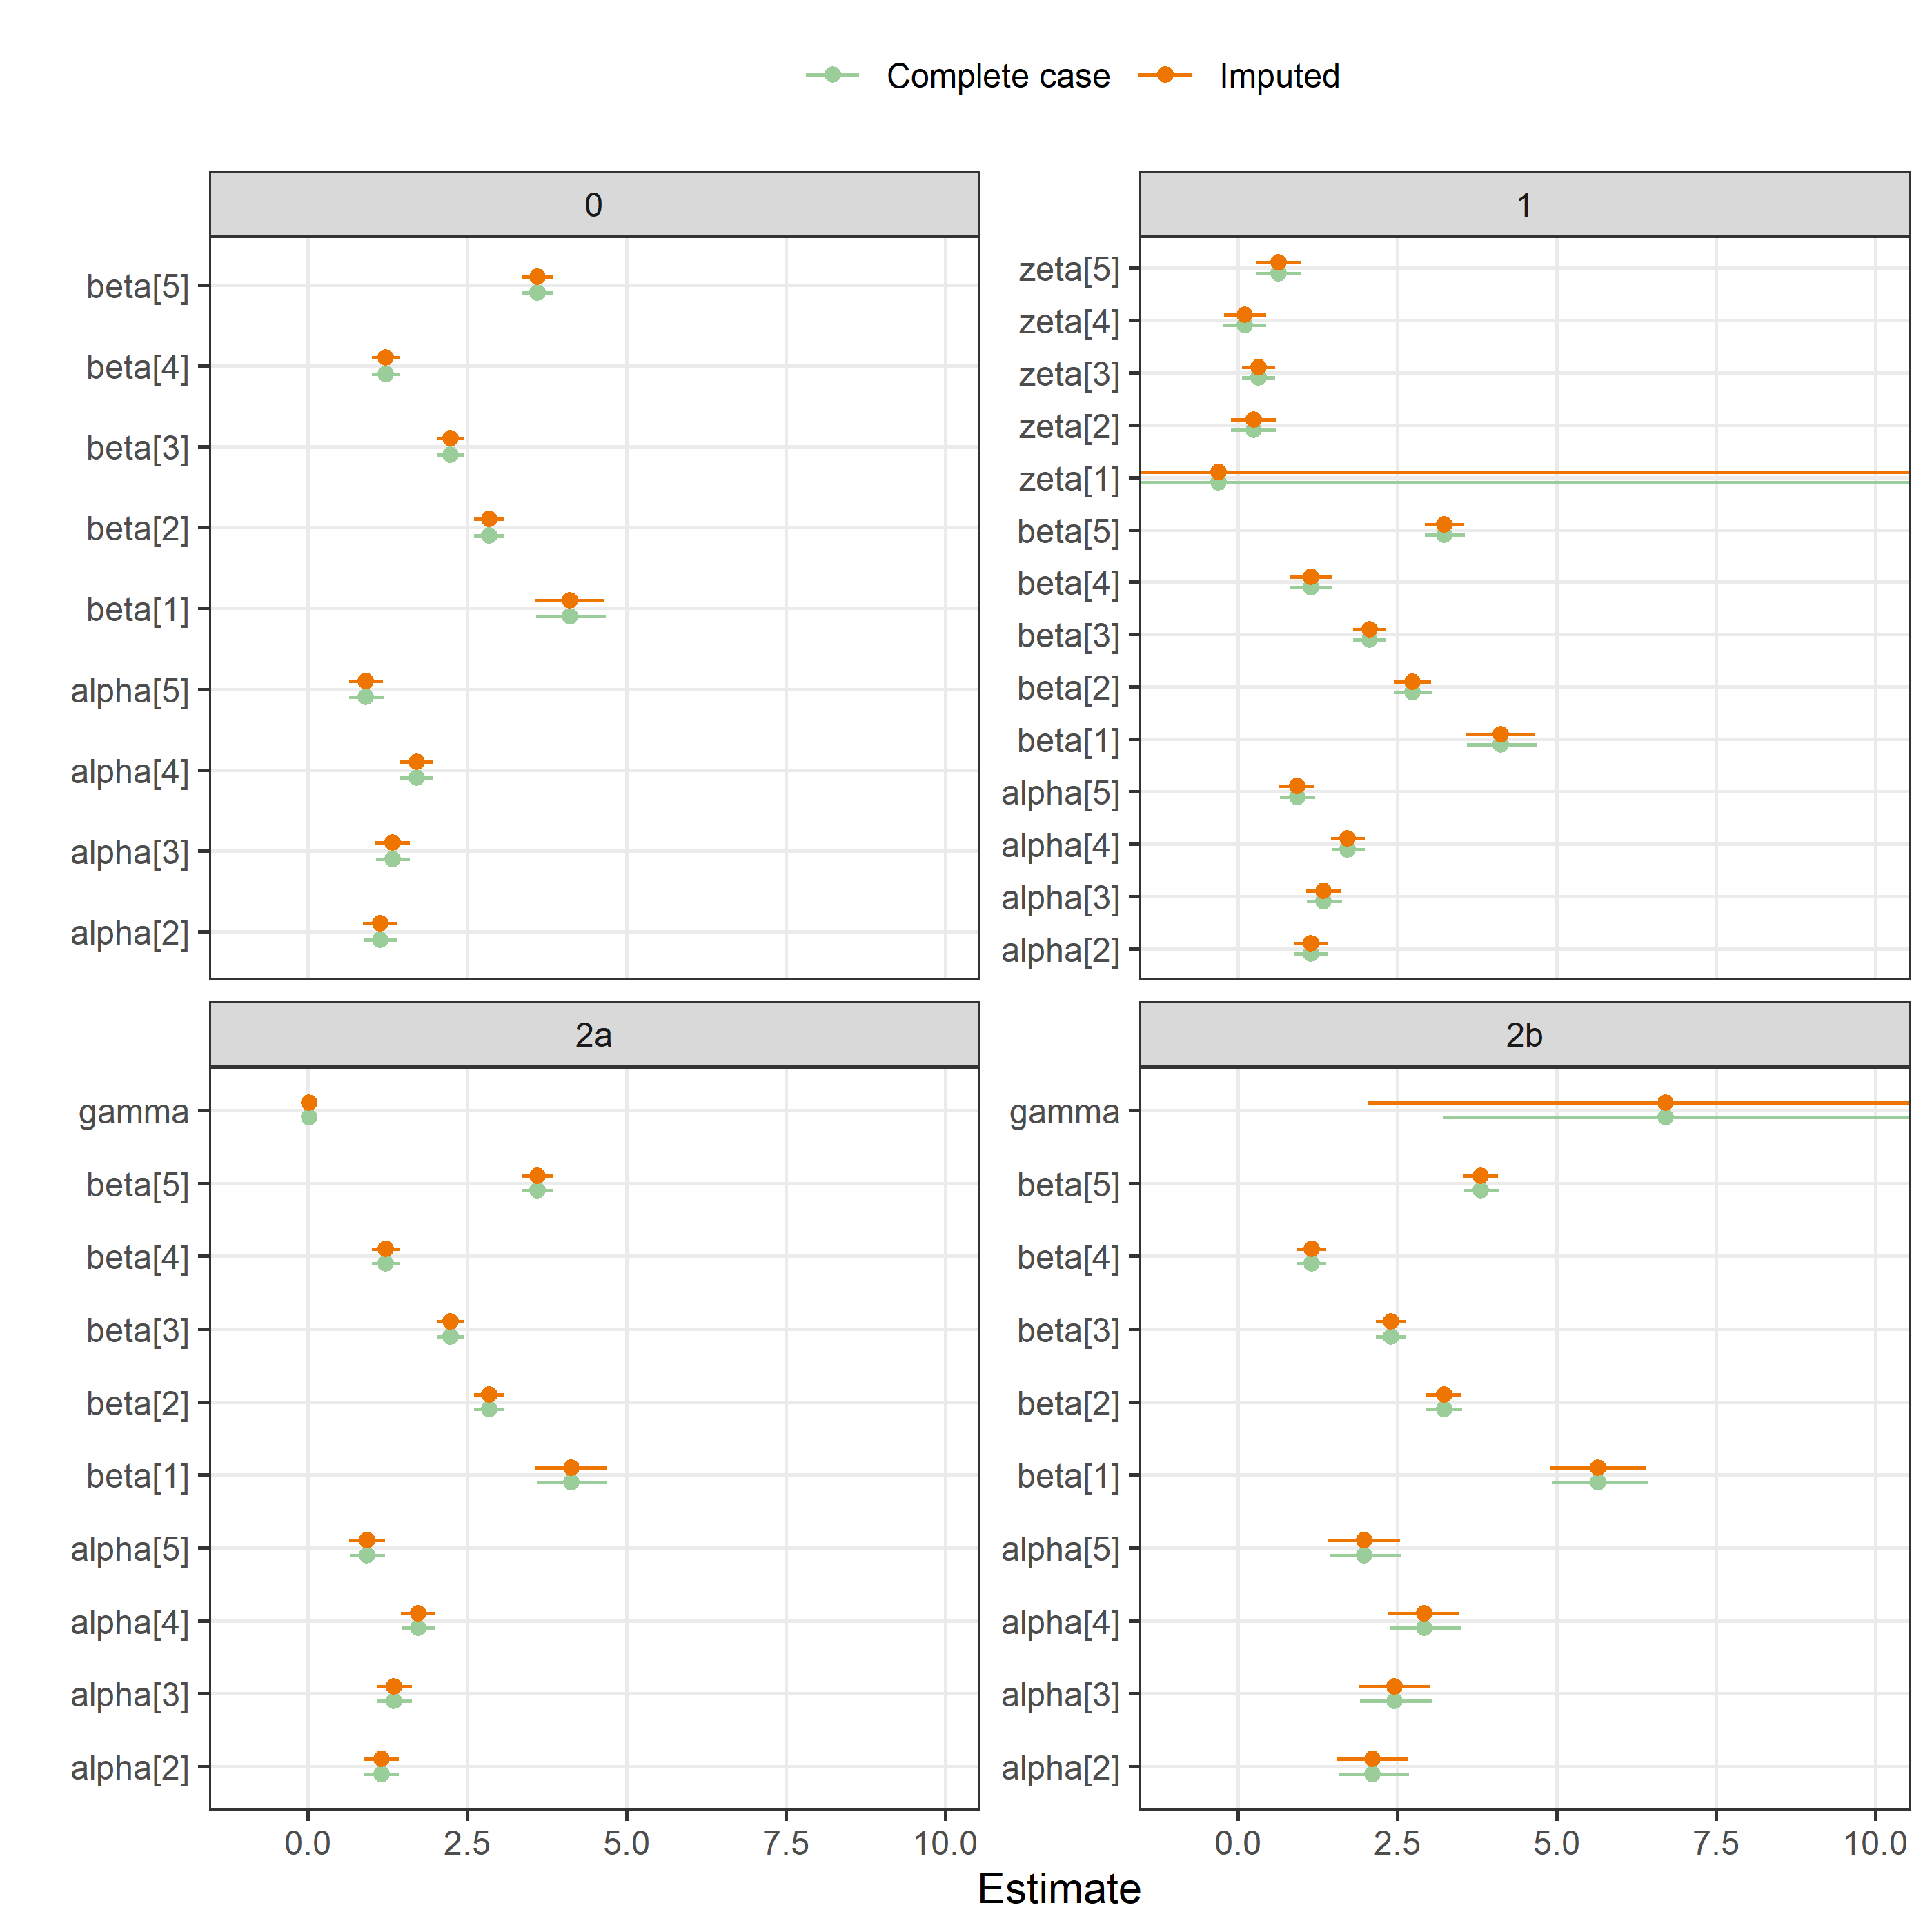 Complete case Imputed
0
beta[5]
beta[4]
beta[3]
beta[2]
beta[1]
alpha[5]
alpha[4]
alpha[3]
alpha[2]
1
zeta[5]
zeta[4]
zeta[3]
zeta[2]
zeta[1]
beta[5]
beta[4]
beta[3]
beta[2]
beta[1]
alpha[5]
alpha[4]
alpha[3]
alpha[2]
2a
gamma
beta[5]
beta[4]
beta[3]
beta[2]
beta[1]
alpha[5]
alpha[4]
alpha[3]
alpha[2]
0.0 2.5 5.0 7.5 10.0
2b
gamma
beta[5]
beta[4]
beta[3]
beta[2]
beta[1]
alpha[5]
alpha[4]
alpha[3]
alpha[2]
0.0 2.5 5.0 7.5 10.0
Estimate